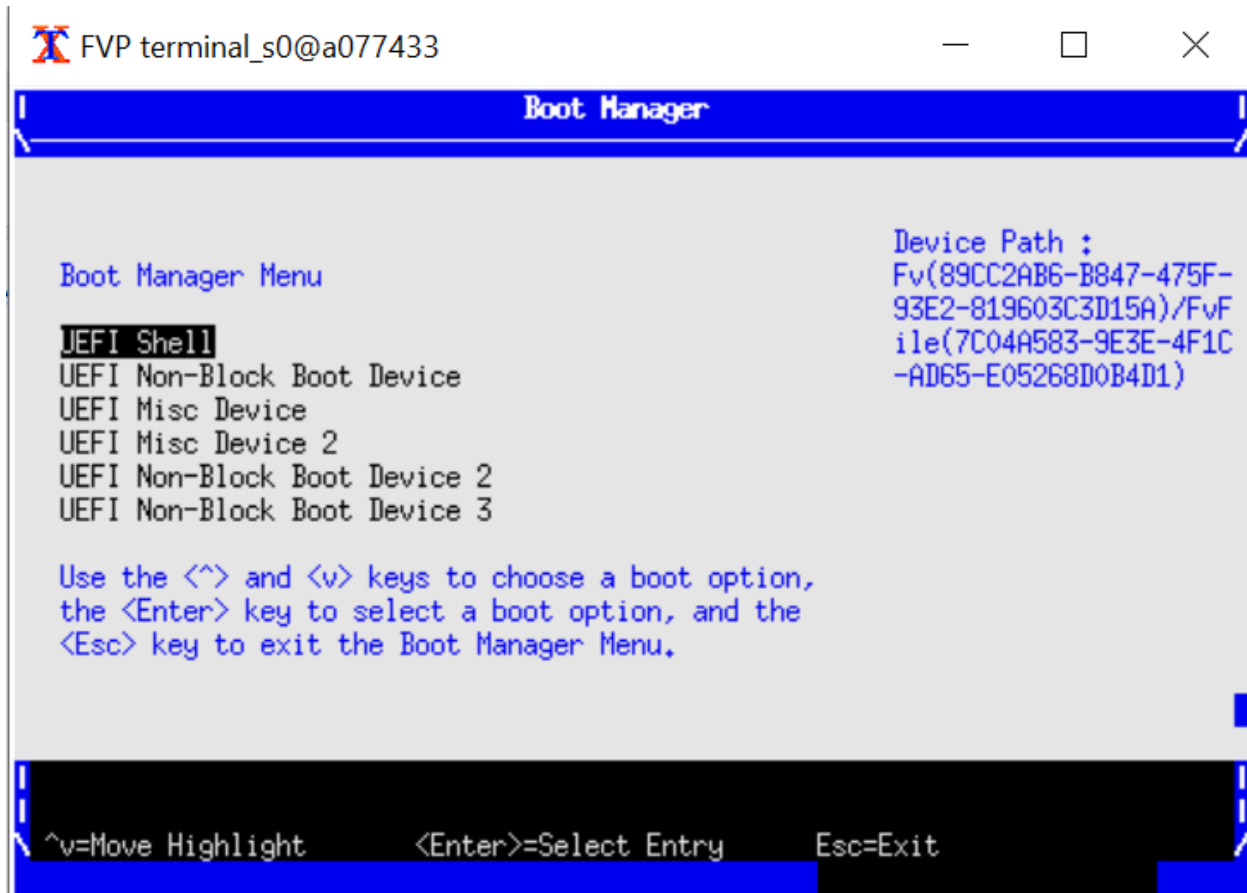 FVP terminal_s0@a077433
Boot Manager
Boot Manager Menu
UEFI Shell
UEFI Non-Block Boot Device
UEFI Misc Device
UEFI Misc Device 2
UEFI Non-Block Boot Device 2
UEFI Non-Block Boot Device 3
Device Path :
Fv(89CC2AB6-B847-475F-
93E2-819603C3D15A)/FvF
ile(7C04A583-9E3E-4F1C
-AD65-E05268D0B4D1)
Use the <^> and <v> keys to choose a boot option,
the <Enter> key to select a boot option, and the
<Esc> key to exit the Boot Manager Menu.
^v=Move Highlight <Enter>=Select Entry Esc=Exit